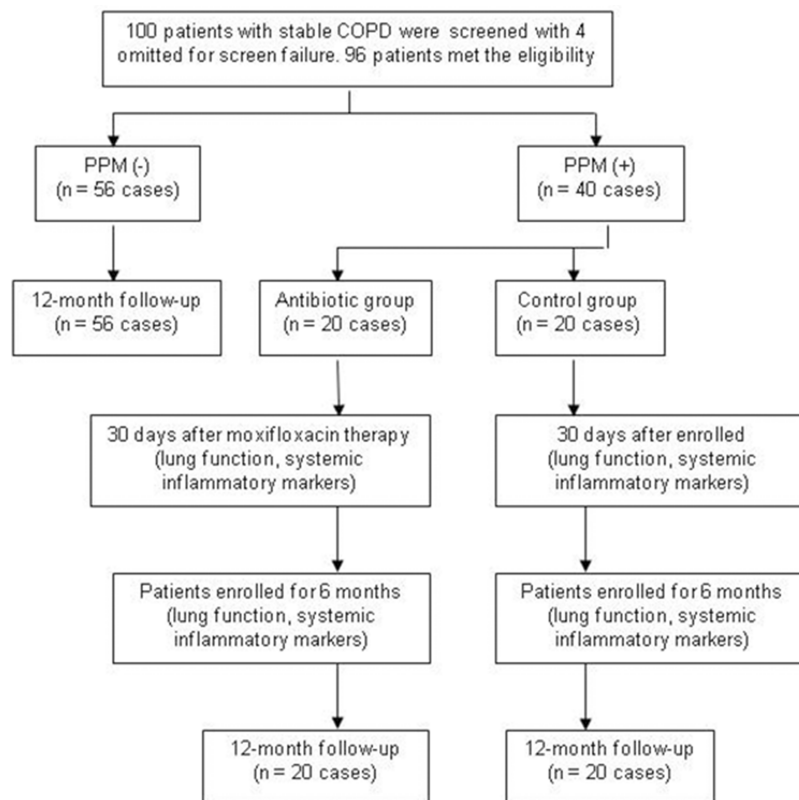 100 patients with stable COPD were screened with 4
omitted for screen failure. 96 patients met the eligibility
PPM (-)
(n = 56 cases)
PPM (+)
(n = 40 cases)
12-month follow-up
(n = 56 cases)
Antibiotic group
(n = 20 cases)
Control group
(n = 20 cases)
30 days after moxifloxacin therapy
(lung function, systemic
inflammatory markers)
30 days after enrolled
(lung function, systemic
inflammatory markers)
Patients enrolled for 6 months
(lung function, systemic
inflammatory markers)
Patients enrolled for 6 months
(lung function, systemic
inflammatory markers)
12-month follow-up
(n = 20 cases)
12-month follow-up
(n = 20 cases)